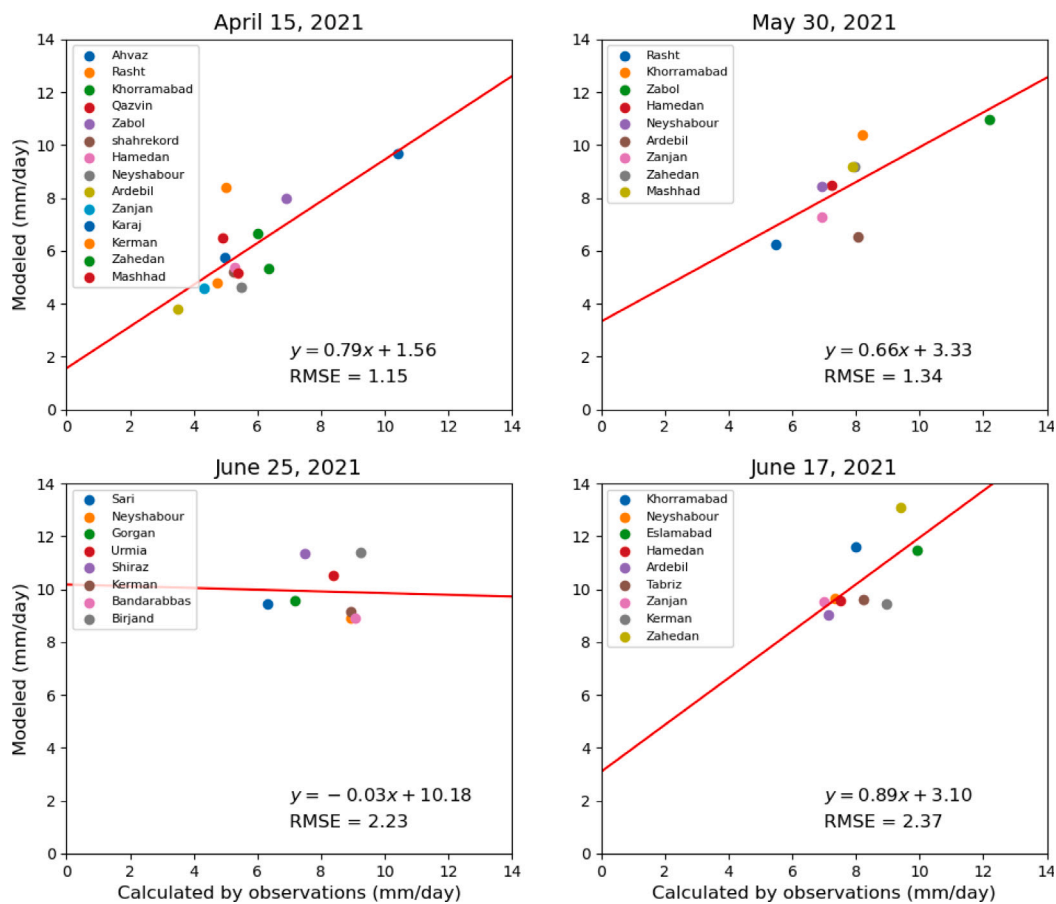 April 15, 2021
14
12
10
8
6
4
2
0
Modeled (mm/day)
Ahvaz
Rasht
Khorramabad
Qazvin
Zabol
shahrekord
Hamedan
Neyshabour
Ardebil
Zanjan
Karaj
Kerman
Zahedan
Mashhad
y = 0.79x + 1.56
RMSE = 1.15
0 2 4 6 8 10 12 14
May 30, 2021
14
12
10
8
6
4
2
0
Rasht
Khorramabad
Zabol
Hamedan
Neyshabour
Ardebil
Zanjan
Zahedan
Mashhad
y = 0.66x + 3.33
RMSE = 1.34
0 2 4 6 8 10 12 14
June 25, 2021
14
12
10
8
6
4
2
0
Modeled (mm/day)
Sari
Neyshabour
Gorgan
Urmia
Shiraz
Kerman
Bandarabbas
Birjand
y = − 0.03x + 10.18
RMSE = 2.23
0 2 4 6 8 10 12 14
Calculated by observations (mm/day)
June 17, 2021
14
12
10
8
6
4
2
0
Khorramabad
Neyshabour
Eslamabad
Hamedan
Ardebil
Tabriz
Zanjan
Kerman
Zahedan
y = 0.89x + 3.10
RMSE = 2.37
0 2 4 6 8 10 12 14
Calculated by observations (mm/day)